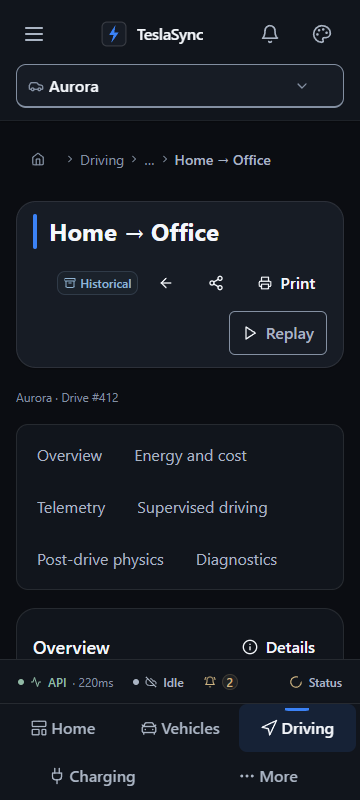 TeslaSync
Aurora
Driving > ... > Home → Office
Home → Office
Historical
Print
Replay
Aurora · Drive #412
Overview Energy and cost
Telemetry Supervised driving
Post-drive physics Diagnostics
Overview Details
API · 220ms Idle 2 Status
Home Vehicles Driving
Charging More